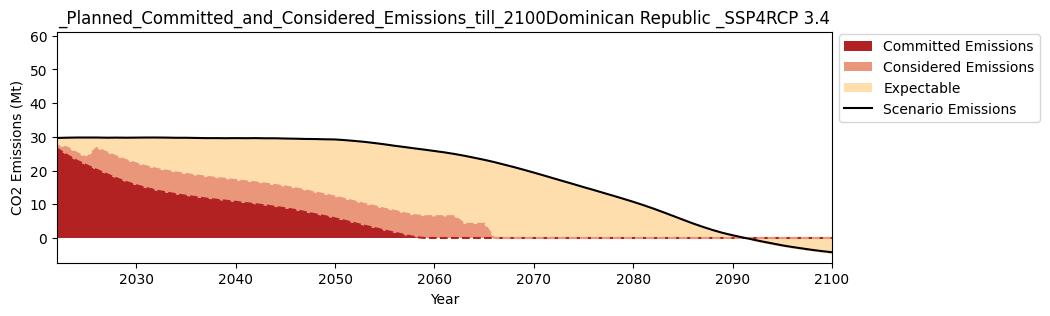 _Planned_Committed_and_Considered_Emissions_till_2100Dominican Republic _SSP4RCP 3.4
60
50
40
30
20
10
0
CO2 Emissions (Mt)
2030 2040 2050 2060 2070 2080 2090 2100
Year
Committed Emissions
Considered Emissions
Expectable
Scenario Emissions